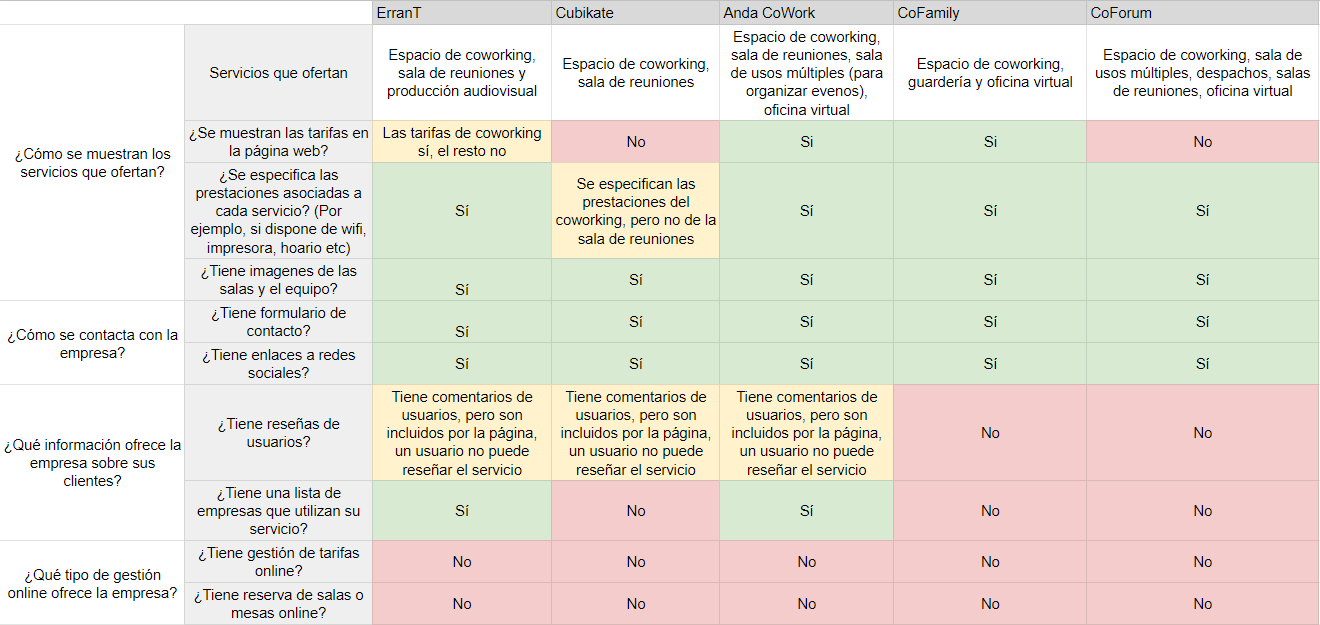 ErranT Cubikate Anda CoWork CoFamily CoForum
¿Cómo se muestran los
servicios que ofertan?
Servicios que ofertan
Espacio de coworking,
sala de reuniones y
producción audiovisual
Espacio de coworking,
sala de reuniones
Espacio de coworking,
sala de reuniones, sala
de usos múltiples (para
organizar evenos),
oficina virtual
Espacio de coworking,
guardería y oficina virtual
Espacio de coworking, sala de
usos múltiples, despachos, salas
de reuniones, oficina virtual
¿Se muestran las tarifas en
la página web?
Las tarifas de coworking
sí, el resto no
No
Si
Si
No
¿Se especifica las
prestaciones asociadas a
cada servicio? (Por
ejemplo, si dispone de wifi,
impresora, hoario etc)
Sí
Se especifican las
prestaciones del
coworking, pero no de la
sala de reuniones
Sí
Sí
Sí
¿Tiene imagenes de las
salas y el equipo?
Sí
Sí
Sí
Sí
Sí
¿Cómo se contacta con la
empresa?
¿Tiene formulario de
contacto?
Sí
Sí
Sí
Sí
Sí
¿Tiene enlaces a redes
sociales?
Sí
Sí
Sí
Sí
Sí
¿Qué información ofrece la
empresa sobre sus
clientes?
¿Tiene reseñas de
usuarios?
Tiene comentarios de
usuarios, pero son
incluidos por la página,
un usuario no puede
reseñar el servicio
Tiene comentarios de
usuarios, pero son
incluidos por la página,
un usuario no puede
reseñar el servicio
Tiene comentarios de
usuarios, pero son
incluidos por la página,
un usuario no puede
reseñar el servicio
No
No
¿Tiene una lista de
empresas que utilizan su
servicio?
Sí
No
Sí
No
No
¿Qué tipo de gestión
online ofrece la empresa?
¿Tiene gestión de tarifas
online?
No
No
No
No
No
¿Tiene reserva de salas o
mesas online?
No
No
No
No
No